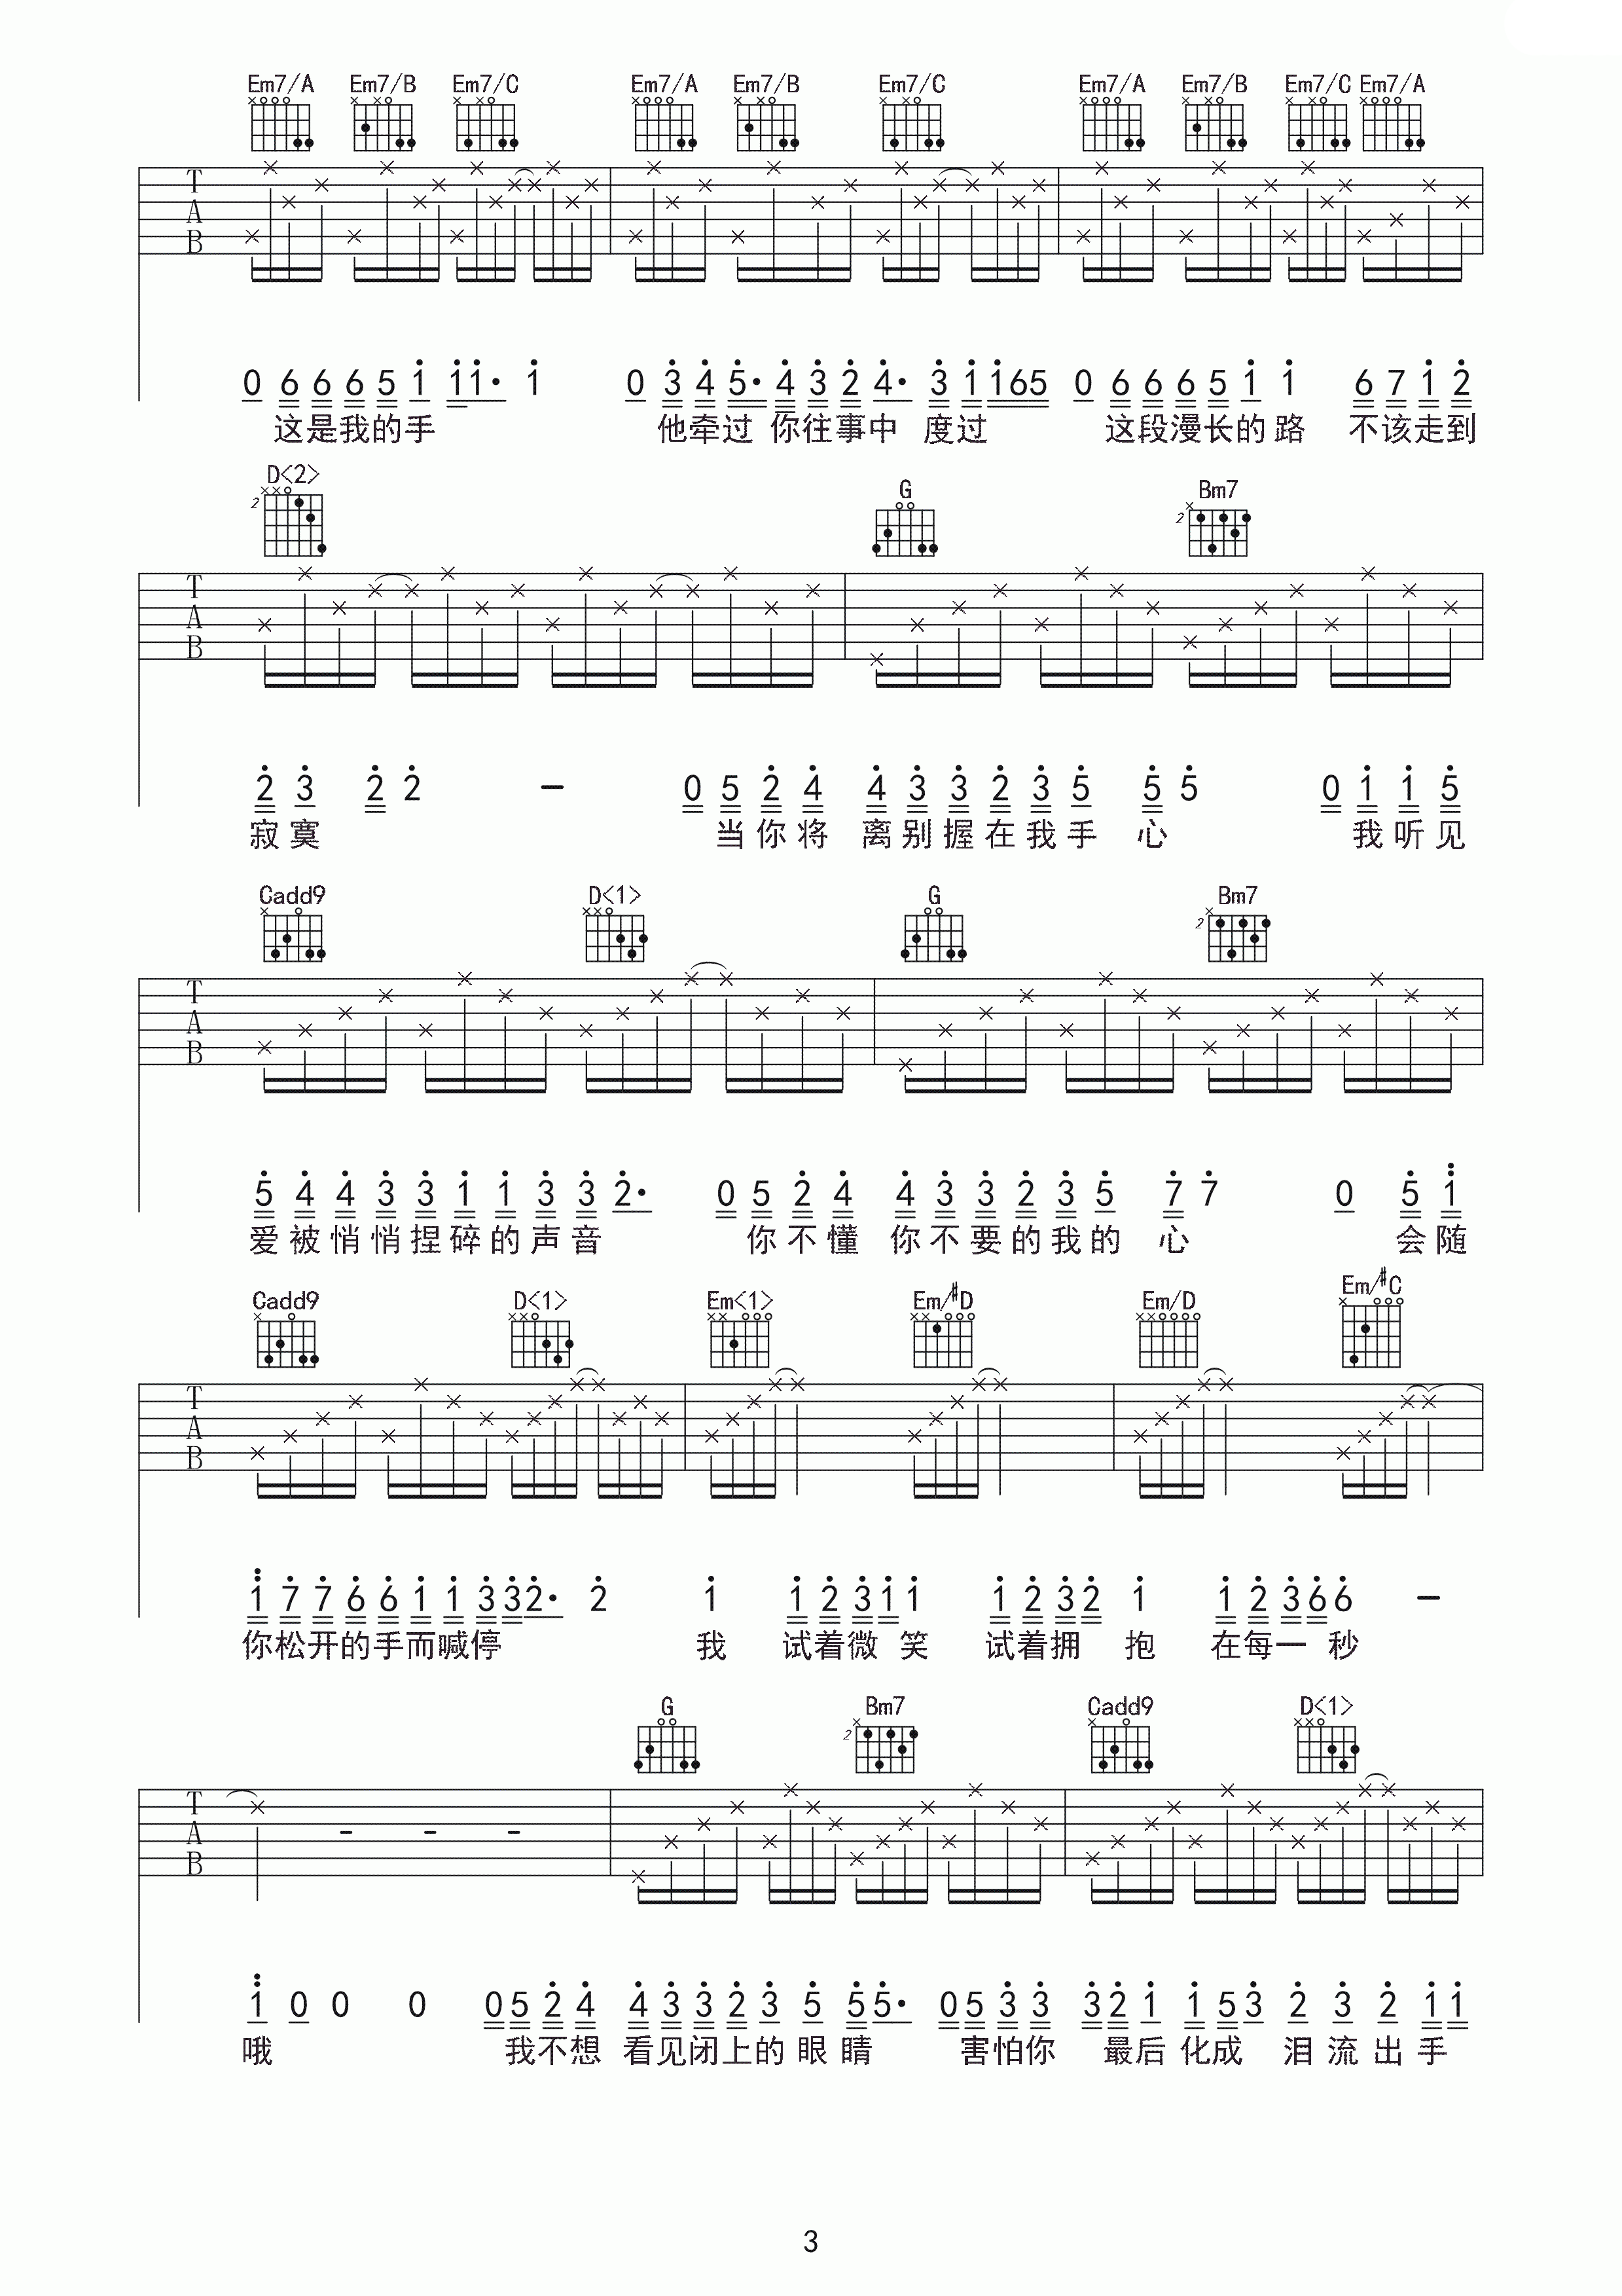 Em7/A Em7/B Em7/C Em7/A Em7/B Em7/C Em7/A Em7/B Em7/C Em7/A
T
A
B
0 6 6 6 5 1 1 1· 1 0 3 4 5· 4 3 2 4· 3 1 1 6 5 0 6 6 6 5 1 1 6 7 1 2
这是我的手 他牵过 你往事中 度过 这段漫长的 路 不该走到
D<2> G Bm7
2 2
T
A
B
2 3 2 2 – 0 5 2 4 4 3 3 2 3 5 5 5 0 1 1 5
寂寞 当你将 离别握在我手 心 我听见
Cadd9 D<1> G Bm7
2
T
A
B
5 4 4 3 3 1 1 3 3 2· 0 5 2 4 4 3 3 2 3 5 7 7 0 5 1
爱被悄悄捏碎的声音 你不懂 你不要的我的 心 会随
Cadd9 D<1> Em<1> Em/#D Em/D Em/#C
T
A
B
1 7 7 6 6 1 1 3 3 2· 2 1 1 2 3 1 1 1 2 3 2 1 1 2 3 6 6 –
你松开的手而喊停 我 试着微 笑 试着拥 抱 在每一 秒
G Bm7 Cadd9 D<1>
2
T
A
B
1 0 0 0 0 5 2 4 4 3 3 2 3 5 5 5· 0 5 3 3 3 2 1 1 5 3 2 3 2 1 1
哦 我不想 看见闭上的 眼 睛 害怕你 最后 化成 泪 流 出 手
3